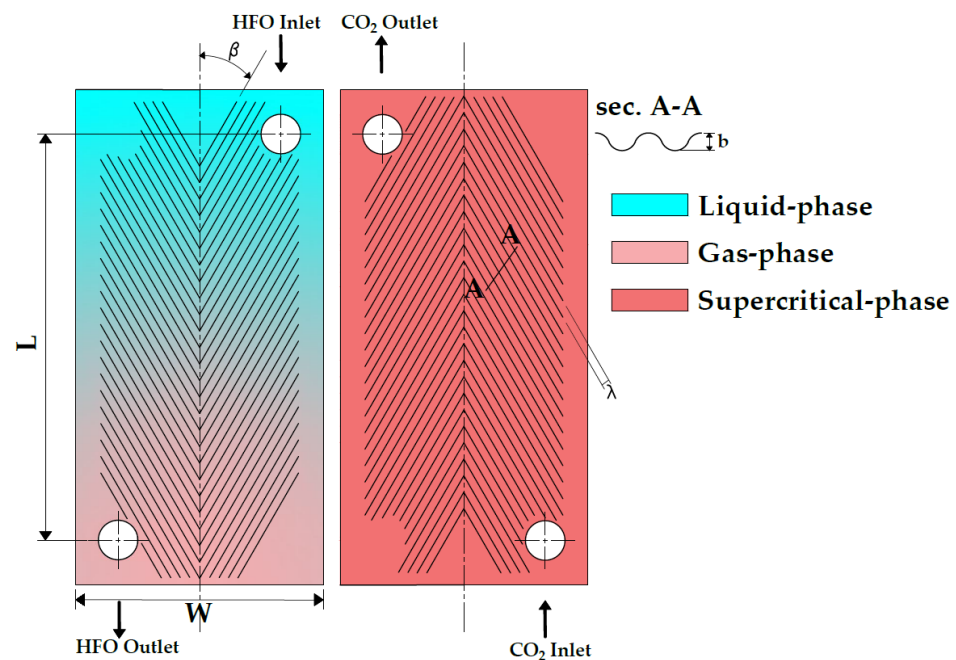 HFO Inlet
CO₂ Outlet
β
sec. A-A
b
Liquid-phase
Gas-phase
Supercritical-phase
A
A
L
λ
W
HFO Outlet
CO₂ Inlet